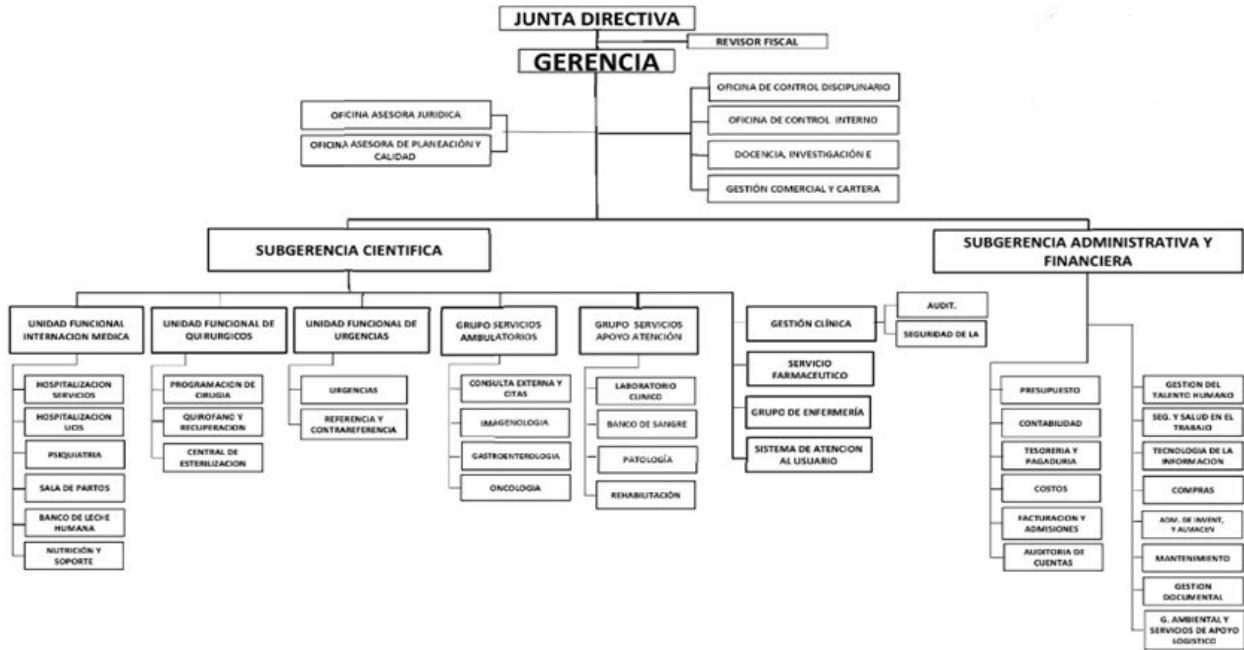 JUNTA DIRECTIVA
REVISOR FISCAL
GERENCIA
OFICINA DE CONTROL DISCIPLINARIO
OFICINA ASESORA JURIDICA
OFICINA DE CONTROL INTERNO
OFICINA ASESORA DE PLANEACIÓN Y
CALIDAD
DOCENCIA, INVESTIGACIÓN E
GESTIÓN COMERCIAL Y CARTERA
SUBGERENCIA CIENTIFICA
SUBGERENCIA ADMINISTRATIVA Y
FINANCIERA
UNIDAD FUNCIONAL
INTERNACION MEDICA
HOSPITALIZACION
SERVICIOS
HOSPITALIZACION
UCIS
PSIQUIATRIA
SALA DE PARTOS
BANCO DE LECHE
HUMANA
NUTRICIÓN Y
SOPORTE
UNIDAD FUNCIONAL DE
QUIRURGICOS
PROGRAMACION DE
CIRUGIA
QUIROFANO Y
RECUPERACION
CENTRAL DE
ESTERILIZACION
UNIDAD FUNCIONAL DE
URGENCIAS
URGENCIAS
REFERENCIA Y
CONTRAREFERENCIA
GRUPO SERVICIOS
AMBULATORIOS
CONSULTA EXTERNA Y
CITAS
IMAGENOLOGIA
GASTROENTEROLOGIA
ONCOLOGIA
GRUPO SERVICIOS
APOYO ATENCIÓN
LABORATORIO
CLINICO
BANCO DE SANGRE
PATOLOGÍA
REHABILITACIÓN
GESTIÓN CLÍNICA
AUDIT.
SEGURIDAD DE LA
SERVICIO
FARMACEUTICO
GRUPO DE ENFERMERÍA
SISTEMA DE ATENCION
AL USUARIO
PRESUPUESTO
CONTABILIDAD
TESORERIA Y
PAGADURIA
COSTOS
FACTURACION Y
ADMISIONES
AUDITORIA DE
CUENTAS
GESTION DEL
TALENTO HUMANO
SEG. Y SALUD EN EL
TRABAJO
TECNOLOGIA DE LA
INFORMACION
COMPRAS
ADM. DE INVENT,
Y ALMACEN
MANTENIMIENTO
GESTION
DOCUMENTAL
G. AMBIENTAL Y
SERVICIOS DE APOYO
LOGISTICO